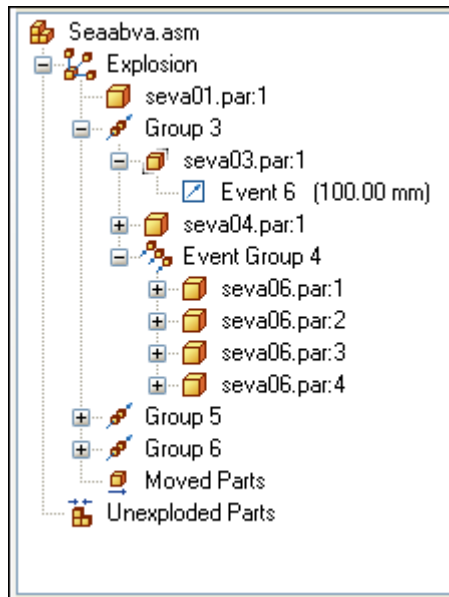 Seaabva.asm
Explosion
seva01.par:1
Group 3
seva03.par:1
Event 6 (100.00 mm)
seva04.par:1
Event Group 4
seva06.par:1
seva06.par:2
seva06.par:3
seva06.par:4
Group 5
Group 6
Moved Parts
Unexploded Parts